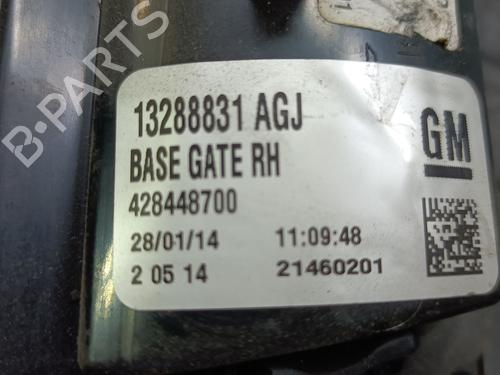 13288831 AGJ
BASE GATE RH
GM
428448700
28/01/14 11:09:48
2 05 14 21460201
B-PARTS